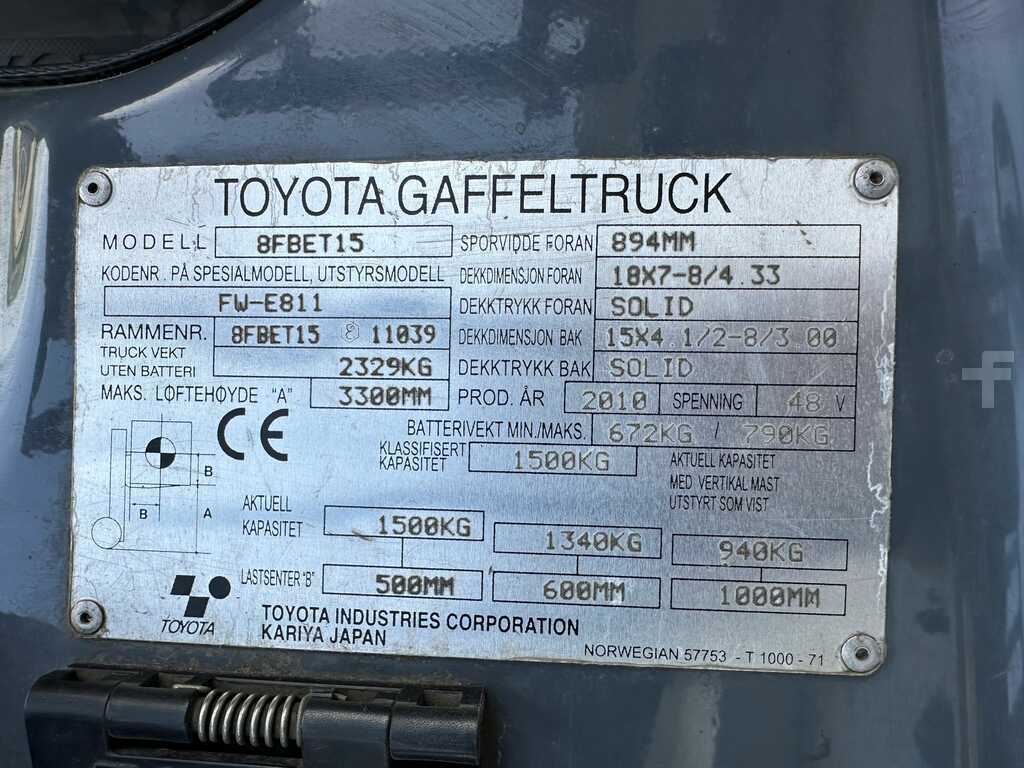 TOYOTA GAFFELTRUCK
MODELL 8FBET15 SPORVIDDE FORAN 894MM
KODENR. PÅ SPESIALMODELL, UTSTYRSMODELL DEKKDIMENSJON FORAN 18X7-8/4.33
FW-E811 DEKKTRYKK FORAN SOLID
RAMMENR. 8FBET15 8 11039 DEKKDIMENSJON BAK 15X4.1/2-8/3.00
TRUCK VEKT
UTEN BATTERI 2329KG DEKKTRYKK BAK SOLID
MAKS. LØFTEHØYDE "A" 3300MM PROD. ÅR 2010 SPENNING 48 V
BATTERIVEKT MIN./MAKS. 672KG / 790KG
CE
KLASSIFISERT
KAPASITET 1500KG
AKTUELL KAPASITET
MED VERTIKAL MAST
UTSTYRT SOM VIST
B
B A
AKTUELL
KAPASITET 1500KG 1340KG 940KG
LASTSENTER "B" 500MM 600MM 1000MM
TOYOTA
TOYOTA INDUSTRIES CORPORATION
KARIYA JAPAN
NORWEGIAN 57753 - T 1000 - 71
f